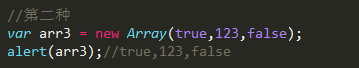 //第二种
var arr3 = new Array(true,123,false);
alert(arr3);//true,123,false